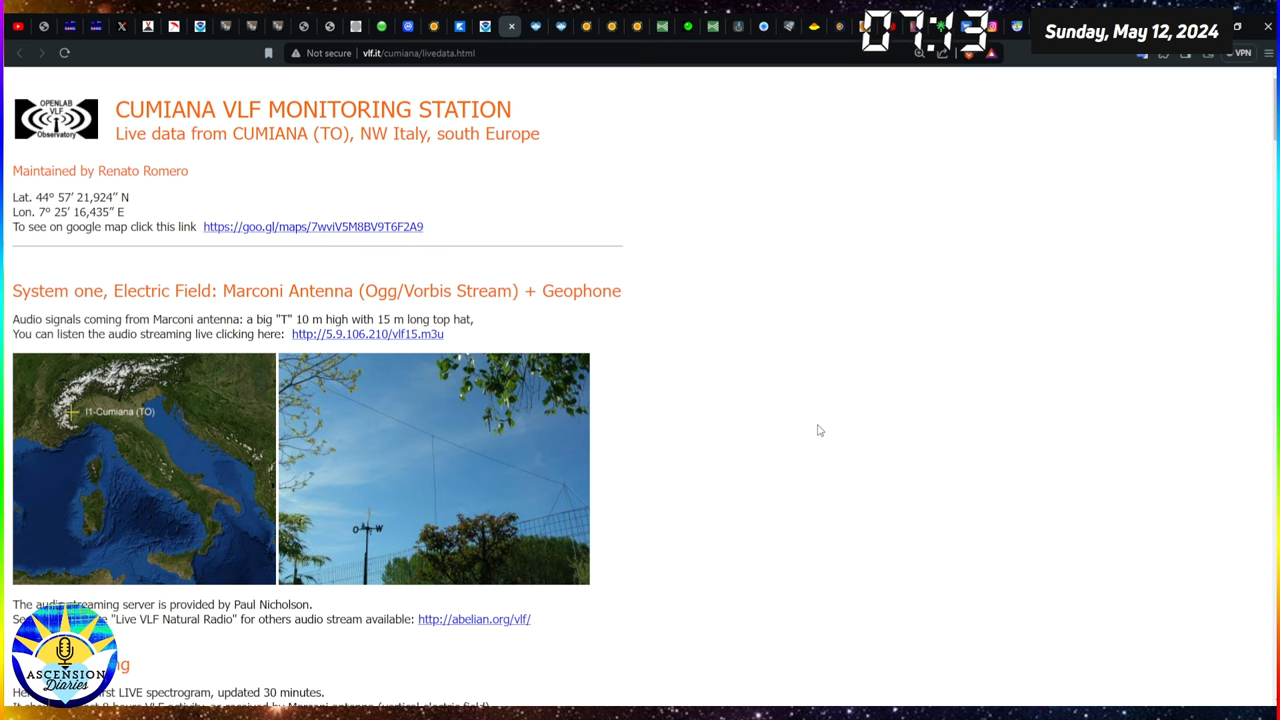 07:13
Sunday, May 12, 2024
Not secure
vlf.it/cumiana/livedata.html
VPN
OPENLAB
VLF
Observatory
CUMIANA VLF MONITORING STATION
Live data from CUMIANA (TO), NW Italy, south Europe
Maintained by Renato Romero
Lat. 44° 57' 21,924" N
Lon. 7° 25' 16,435" E
To see on google map click this link https://goo.gl/maps/7wviV5M8BV9T6F2A9
System one, Electric Field: Marconi Antenna (Ogg/Vorbis Stream) + Geophone
Audio signals coming from Marconi antenna: a big "T" 10 m high with 15 m long top hat,
You can listen the audio streaming live clicking here: http://5.9.106.210/vlf15.m3u
I1-Cumiana (TO)
O W
The audio streaming server is provided by Paul Nicholson.
"Live VLF Natural Radio" for others audio stream available: http://abelian.org/vlf/
ASCENSION
Diaries
LIVE spectrogram, updated 30 minutes.